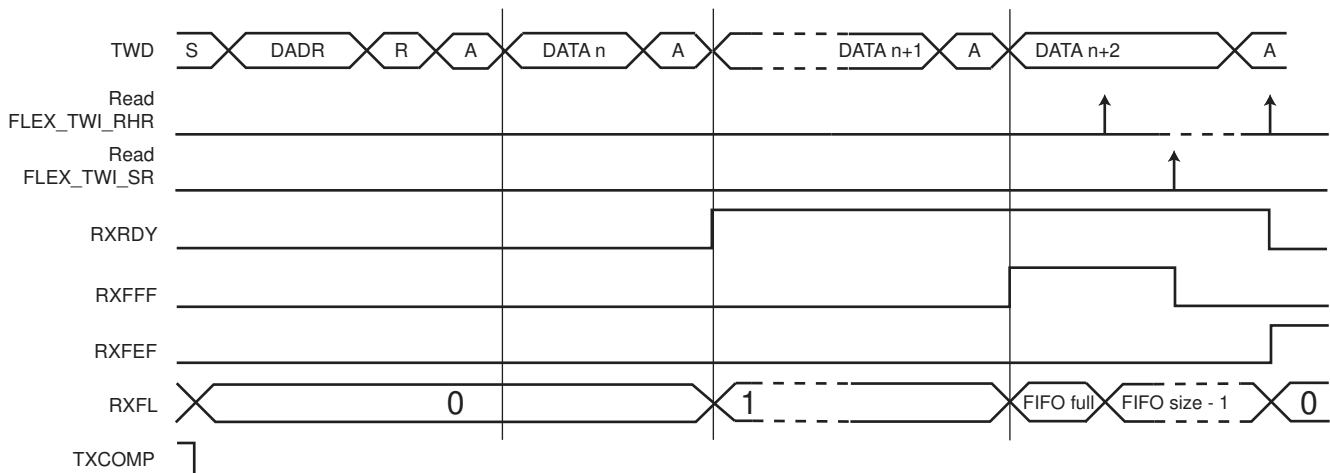 TWD S DADR R A DATA n A DATA n+1 A DATA n+2 A
Read
FLEX_TWI_RHR
Read
FLEX_TWI_SR
RXRDY
RXFFF
RXFEF
RXFL 0 1 FIFO full FIFO size - 1 0
TXCOMP